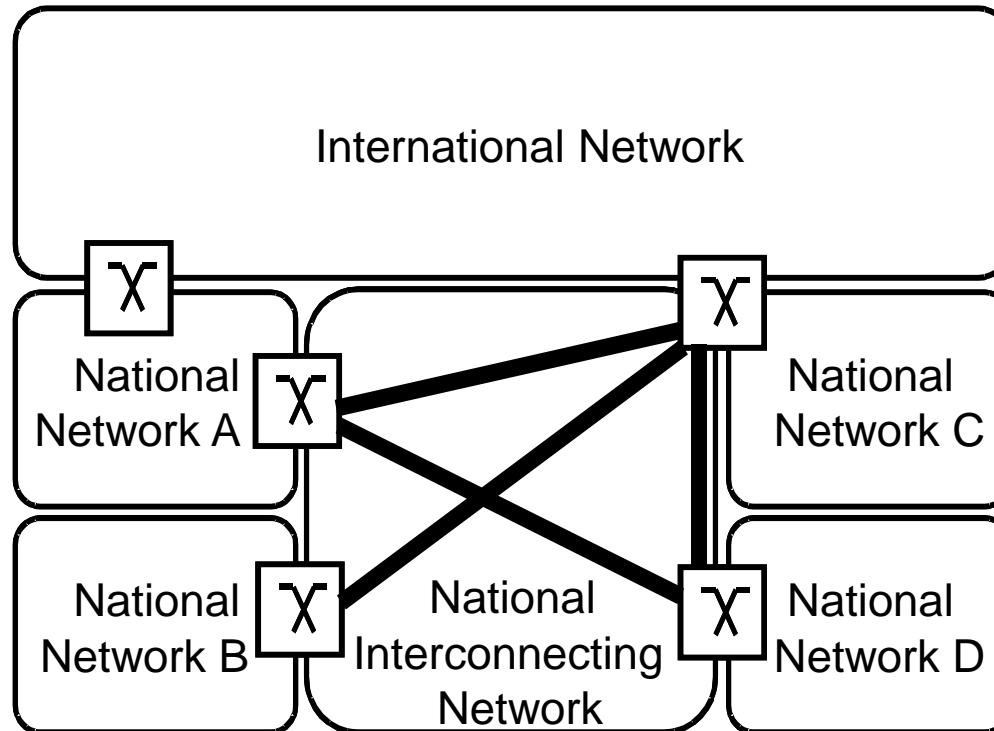 International Network
National
Network A
National
Network C
National
Network B
National
Interconnecting
Network
National
Network D